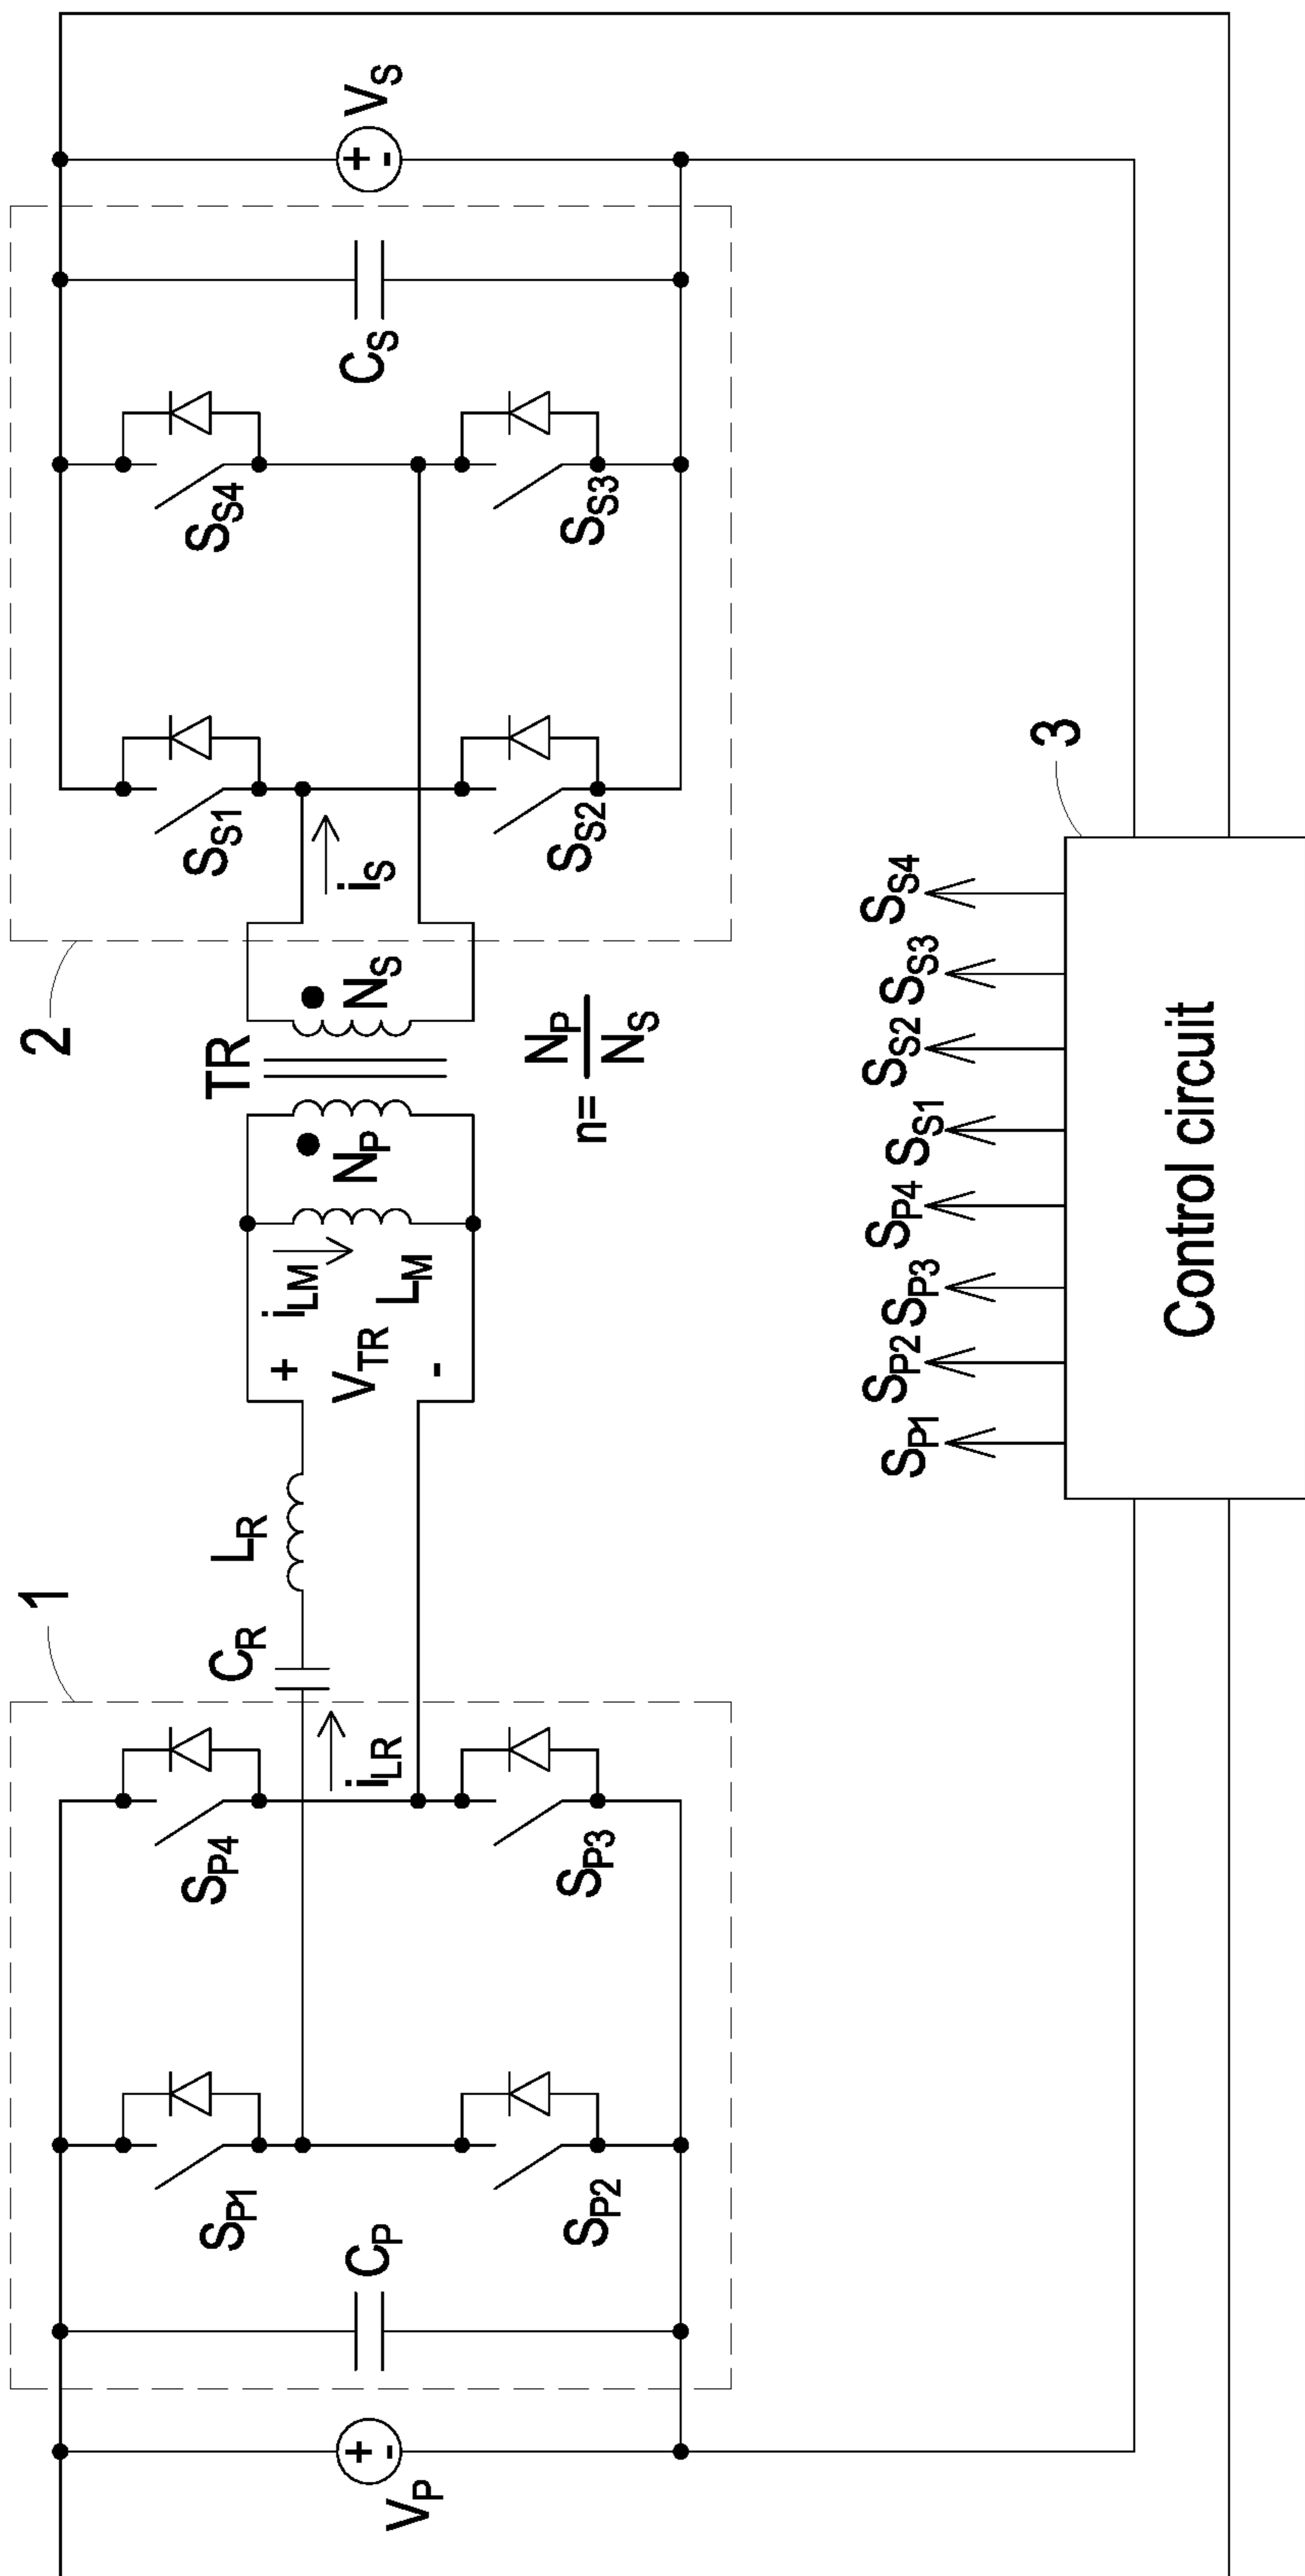 1
2
V_P
+
-
C_P
S_P1
S_P2
S_P4
S_P3
i_LR
C_R
L_R
+
V_TR
-
i_LM
L_M
N_P
TR
N_S
n= N_P/N_S
i_S
S_S1
S_S2
S_S4
S_S3
C_S
V_S
+
-
S_P1 S_P2 S_P3 S_P4 S_S1 S_S2 S_S3 S_S4
3
Control circuit